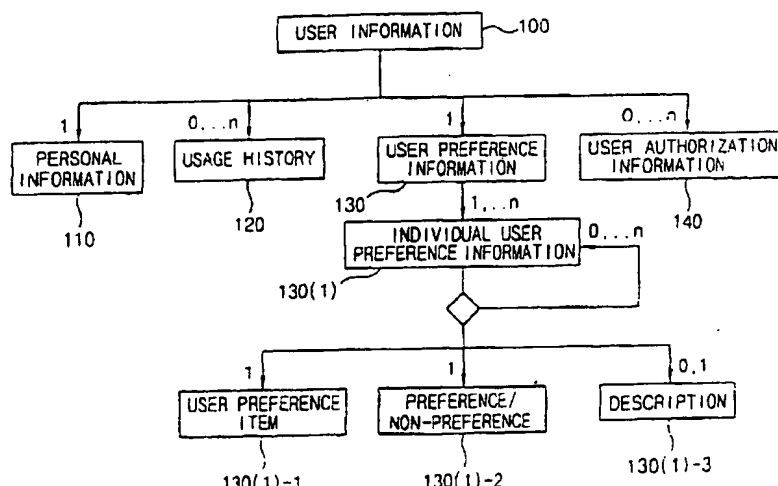 USER INFORMATION
100
1
0,...n
1
0,...n
PERSONAL
INFORMATION
USAGE HISTORY
USER PREFERENCE
INFORMATION
USER AUTHORIZATION
INFORMATION
110
120
130
140
1,..n
INDIVIDUAL USER
PREFERENCE INFORMATION
0,...n
130(1)
1
1
0,1
USER PREFERENCE
ITEM
PREFERENCE/
NON-PREFERENCE
DESCRIPTION
130(1)-1
130(1)-2
130(1)-3